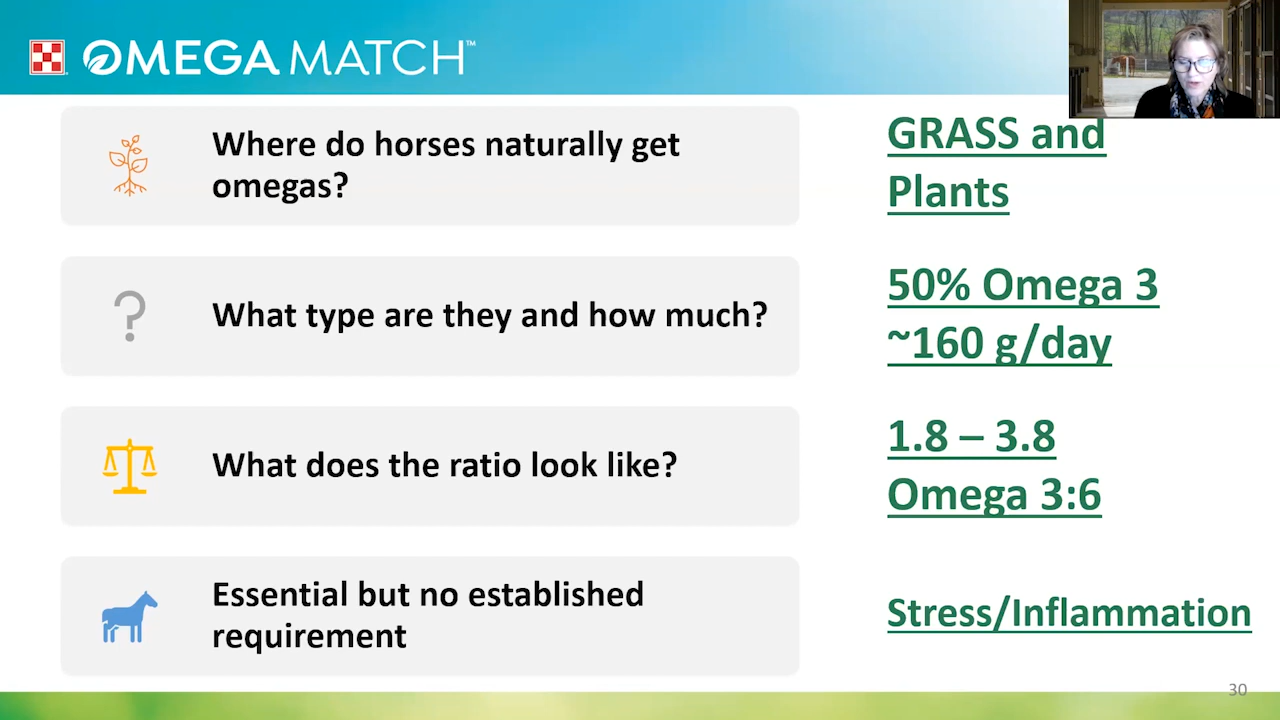 OMEGA MATCH™
Where do horses naturally get
omegas?
GRASS and
Plants
?
What type are they and how much?
50% Omega 3
~160 g/day
What does the ratio look like?
1.8 – 3.8
Omega 3:6
Essential but no established
requirement
Stress/Inflammation
30